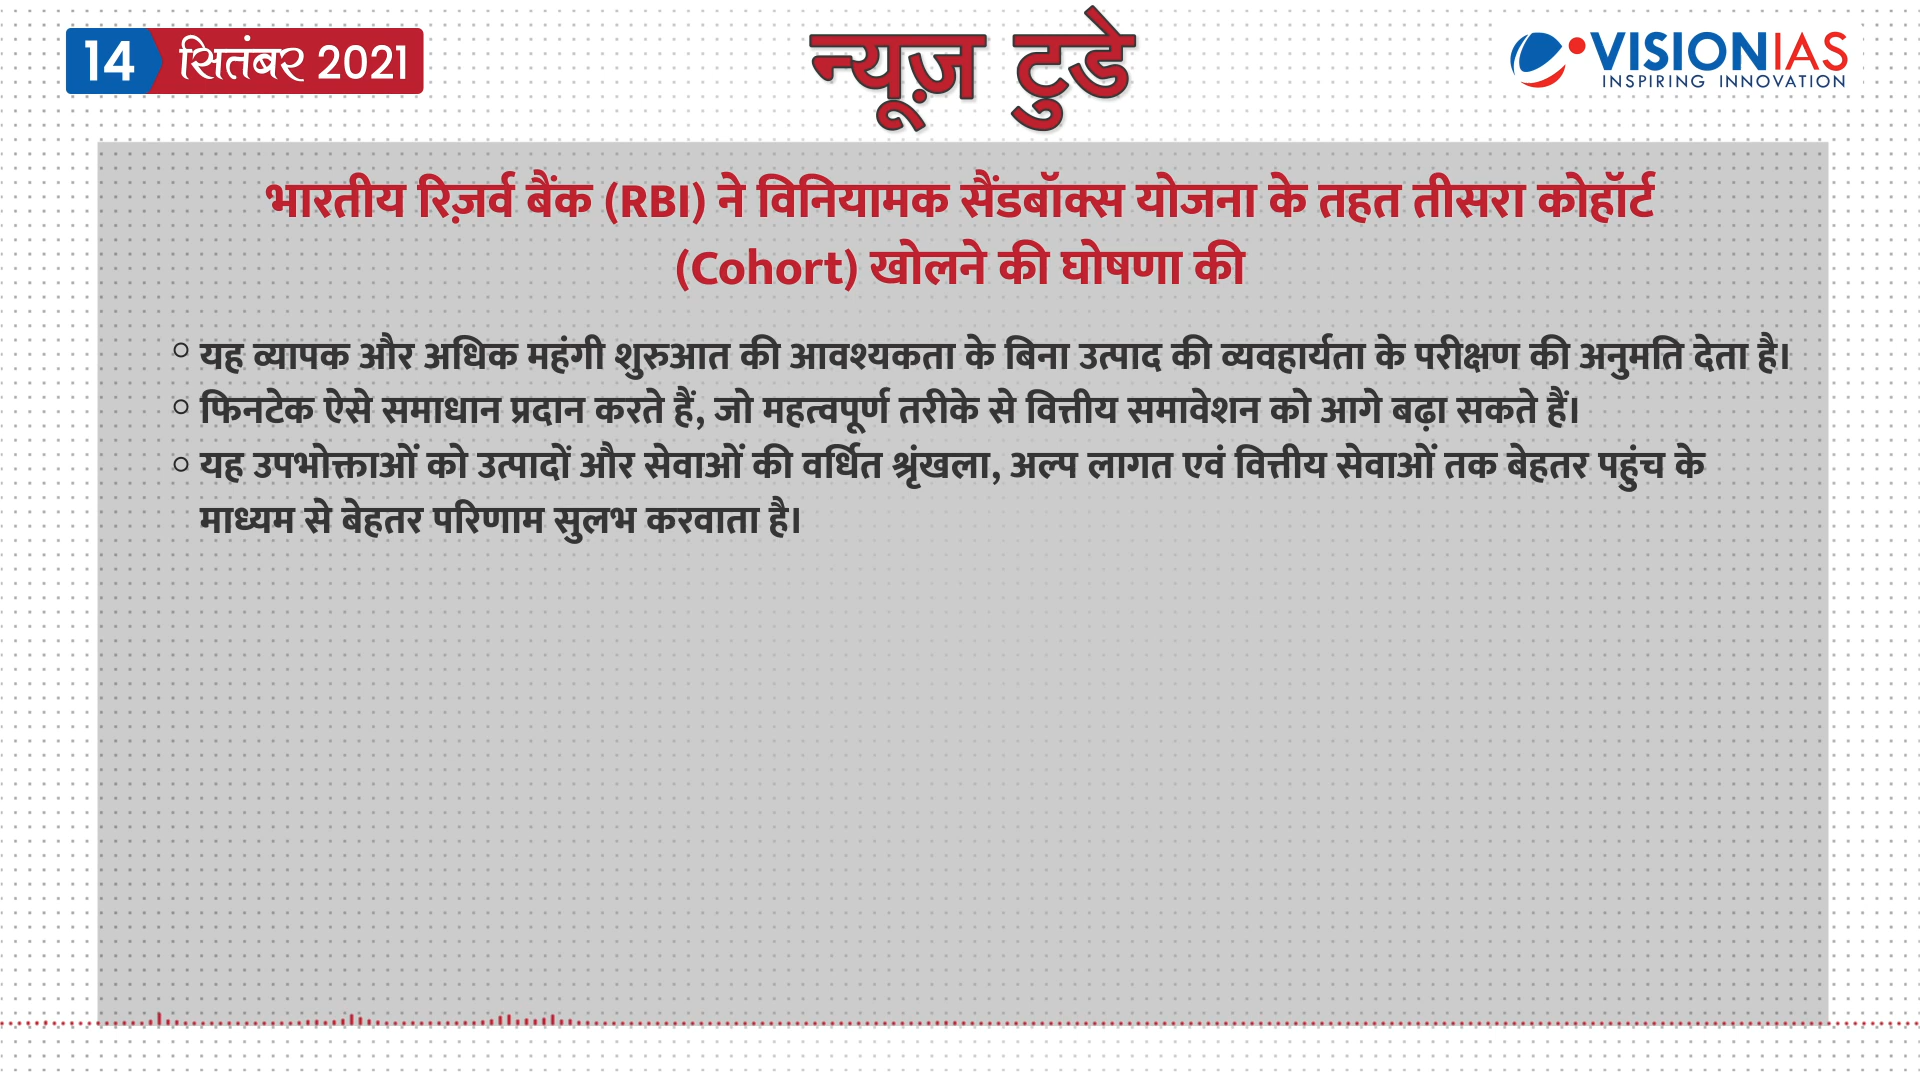 14 सितंबर 2021
न्यूज़ टुडे
VISIONIAS
INSPIRING INNOVATION
भारतीय रिज़र्व बैंक (RBI) ने विनियामक सैंडबॉक्स योजना के तहत तीसरा कोहॉर्ट
(Cohort) खोलने की घोषणा की
यह व्यापक और अधिक महंगी शुरुआत की आवश्यकता के बिना उत्पाद की व्यवहार्यता के परीक्षण की अनुमति देता है।
फिनटेक ऐसे समाधान प्रदान करते हैं, जो महत्वपूर्ण तरीके से वित्तीय समावेशन को आगे बढ़ा सकते हैं।
यह उपभोक्ताओं को उत्पादों और सेवाओं की वर्धित श्रृंखला, अल्प लागत एवं वित्तीय सेवाओं तक बेहतर पहुंच के
माध्यम से बेहतर परिणाम सुलभ करवाता है।